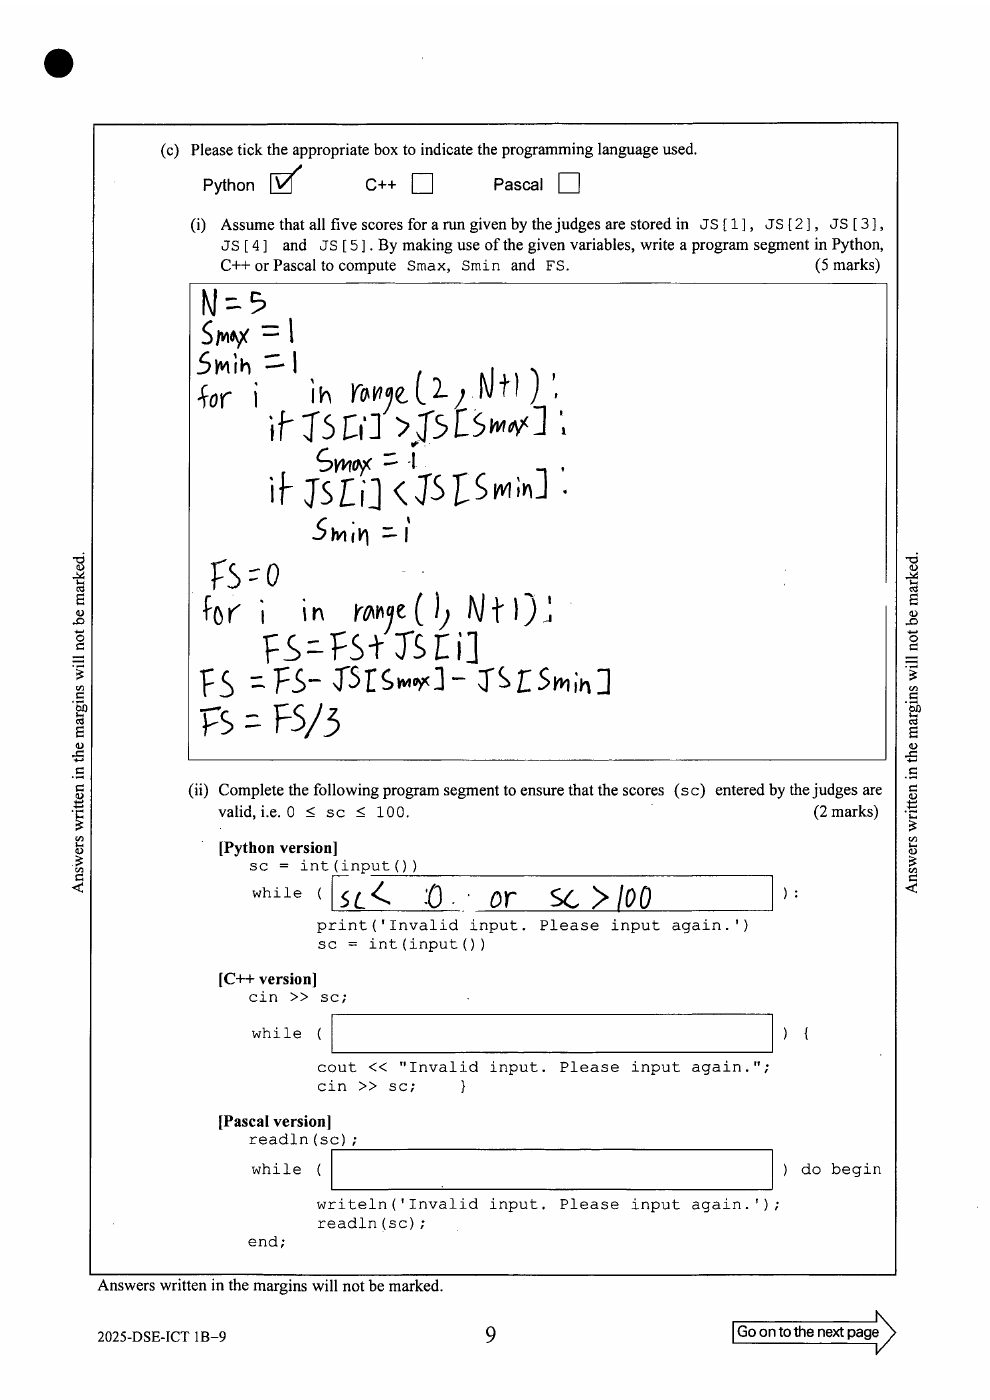 (c) Please tick the appropriate box to indicate the programming language used.
Python ☑ C++ ☐ Pascal ☐
(i) Assume that all five scores for a run given by the judges are stored in JS[1], JS[2], JS[3],
JS[4] and JS[5]. By making use of the given variables, write a program segment in Python,
C++ or Pascal to compute Smax, Smin and FS. (5 marks)
N=5
Smax =1
Smin =1
for i in range(2, N+1):
if JS[i]>JS[Smax]:
Smax = i
if JS[i]<JS[Smin]:
Smin = i
FS=0
for i in range(1, N+1):
FS=FS+JS[i]
FS =FS- JS[Smax]- JS[Smin]
FS = FS/3
(ii) Complete the following program segment to ensure that the scores (sc) entered by the judges are
valid, i.e. 0 ≤ sc ≤ 100. (2 marks)
[Python version]
sc = int(input())
while ( sc< 0 or sc >100 ):
print('Invalid input. Please input again.')
sc = int(input())
[C++ version]
cin >> sc;
while ( ) {
cout << "Invalid input. Please input again.";
cin >> sc; }
[Pascal version]
readln(sc);
while ( ) do begin
writeln('Invalid input. Please input again.');
readln(sc);
end;
Answers written in the margins will not be marked.
Answers written in the margins will not be marked.
Answers written in the margins will not be marked.
2025-DSE-ICT 1B–9 9 Go on to the next page